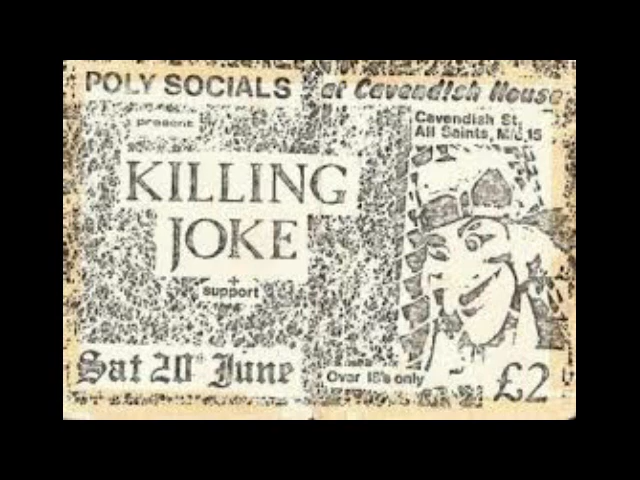 POLY SOCIALS at Cavendish House
present
Cavendish St,
All Saints, M/C,15
KILLING
JOKE
+
support
Sat 20th June
Over 18's only
£2